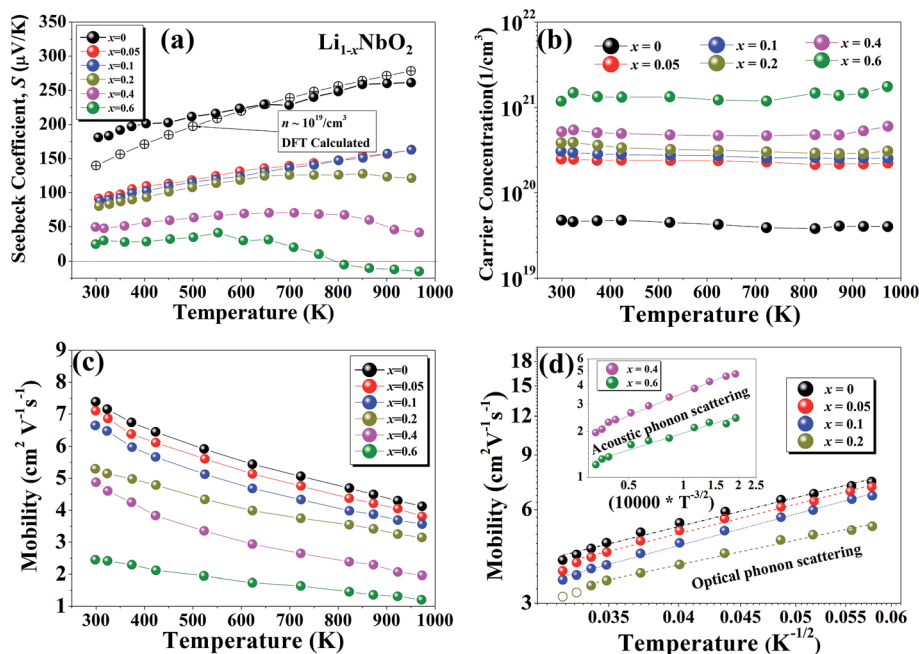 (a)
Li1-xNbO2
x=0
x=0.05
x=0.1
x=0.2
x=0.4
x=0.6
n ~ 10^19/cm^3
DFT Calculated
Seebeck Coefficient, S (μV/K)
350
300
250
200
150
100
50
0
300 400 500 600 700 800 900 1000
Temperature (K)
(b)
x = 0
x = 0.05
x = 0.1
x = 0.2
x = 0.4
x = 0.6
Carrier Concentration(1/cm^3)
10^22
10^21
10^20
10^19
300 400 500 600 700 800 900 1000
Temperature (K)
(c)
x=0
x=0.05
x=0.1
x=0.2
x=0.4
x=0.6
Mobility (cm^2 V^-1 s^-1)
9
8
7
6
5
4
3
2
1
300 400 500 600 700 800 900 1000
Temperature (K)
(d)
x = 0.4
x = 0.6
Acoustic phonon scattering
5
4
3
2
1
0.5 1.0 1.5 2.0 2.5
(10000 * T^-3/2)
x = 0
x = 0.05
x = 0.1
x = 0.2
Optical phonon scattering
Mobility (cm^2 V^-1 s^-1)
18
15
12
9
6
3
0.035 0.04 0.045 0.05 0.055 0.06
Temperature (K^-1/2)